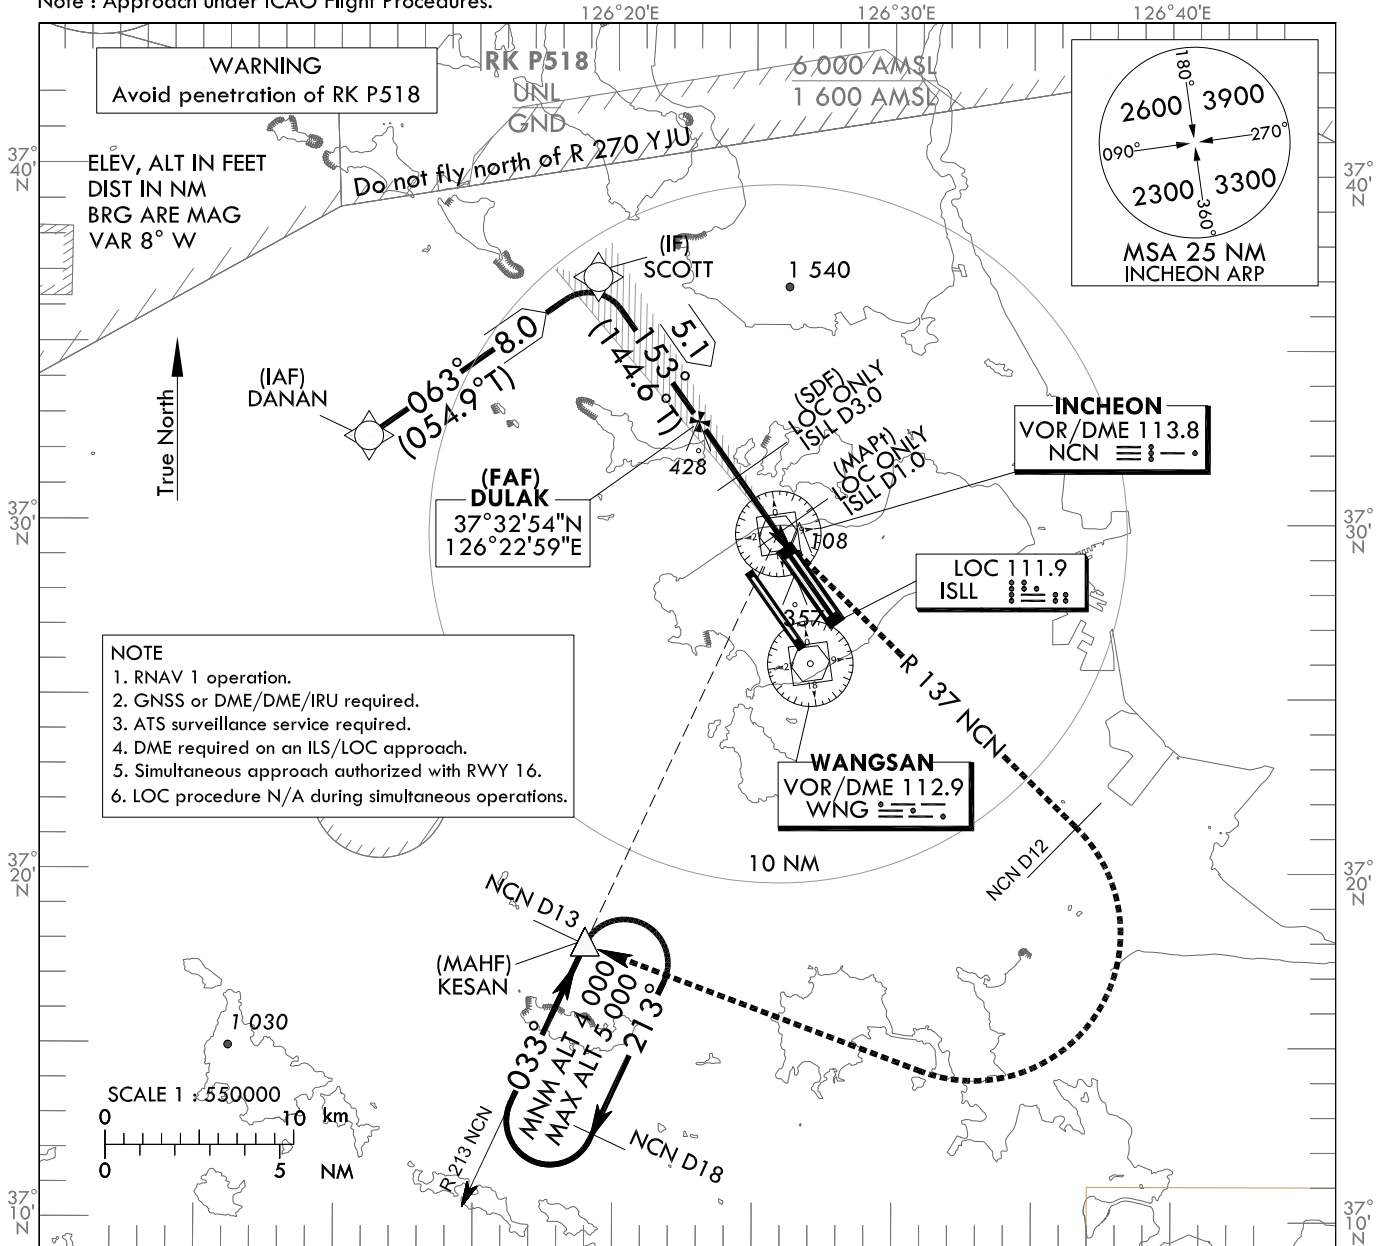 Note : Approach under ICAO Flight Procedures.
126°20'E
126°30'E
126°40'E
WARNING
Avoid penetration of RK P518
RK P518
UNL
GND
6 000 AMSL
1 600 AMSL
Do not fly north of R 270 YJU
180°
2600
3900
270°
090°
2300
3300
360°
MSA 25 NM
INCHEON ARP
37°
40'
N
37°
40'
N
ELEV, ALT IN FEET
DIST IN NM
BRG ARE MAG
VAR 8° W
True North
(IF)
SCOTT
1 540
(IAF)
DANAN
063°
8.0
(054.9°T)
153°
5.1
(144.6°T)
(SDF)
LOC ONLY
ISLL D3.0
(MAPt)
LOC ONLY
ISLL D1.0
428
(FAF)
DULAK
37°32'54"N
126°22'59"E
INCHEON
VOR/DME 113.8
NCN
37°
30'
N
37°
30'
N
108
LOC 111.9
ISLL
357
R 137 NCN
NOTE
1. RNAV 1 operation.
2. GNSS or DME/DME/IRU required.
3. ATS surveillance service required.
4. DME required on an ILS/LOC approach.
5. Simultaneous approach authorized with RWY 16.
6. LOC procedure N/A during simultaneous operations.
WANGSAN
VOR/DME 112.9
WNG
10 NM
NCN D12
37°
20'
N
37°
20'
N
NCN D13
(MAHF)
KESAN
033°
MNM ALT 4 000
MAX ALT 5 000
213°
NCN D18
R 213 NCN
1 030
SCALE 1 : 550000
0
10
km
0
5
NM
37°
10'
N
37°
10'
N